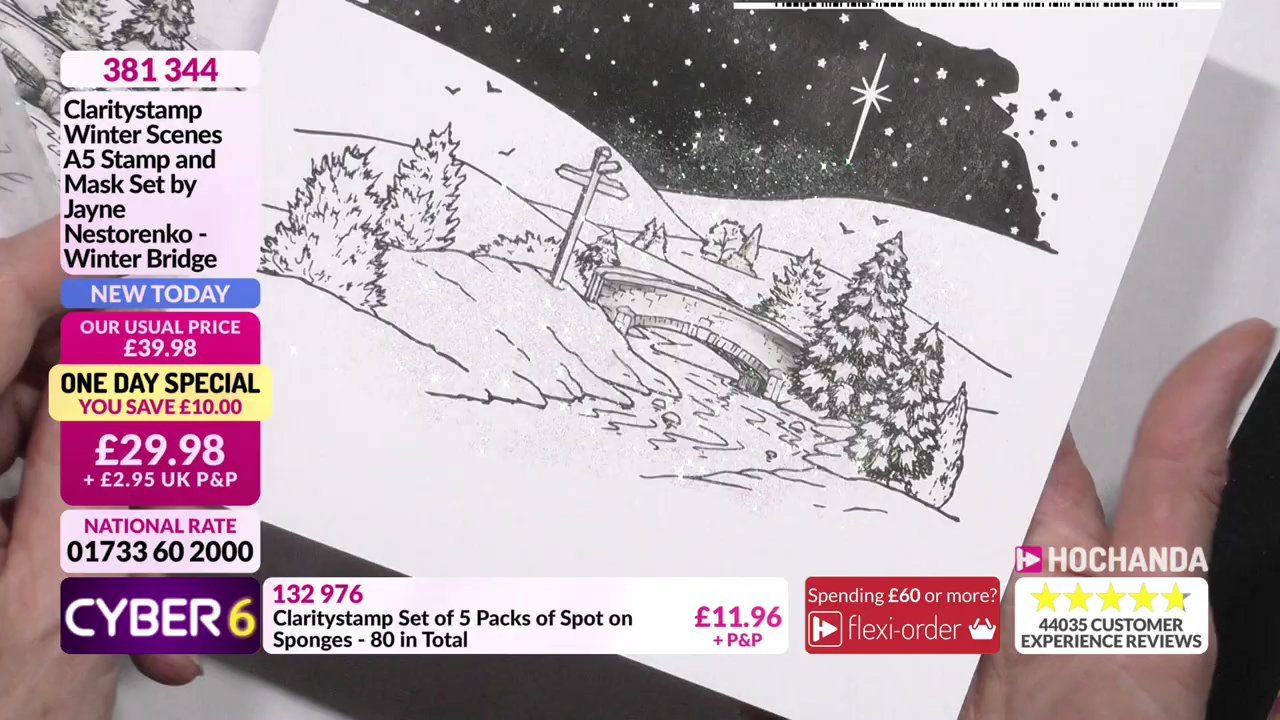 381 344
Claritystamp
Winter Scenes
A5 Stamp and
Mask Set by
Jayne
Nestorenko -
Winter Bridge
NEW TODAY
OUR USUAL PRICE
£39.98
ONE DAY SPECIAL
YOU SAVE £10.00
£29.98
+ £2.95 UK P&P
NATIONAL RATE
01733 60 2000
CYBER 6
132 976
Claritystamp Set of 5 Packs of Spot on
Sponges - 80 in Total
£11.96
+ P&P
Spending £60 or more?
flexi-order
HOCHANDA
44035 CUSTOMER
EXPERIENCE REVIEWS